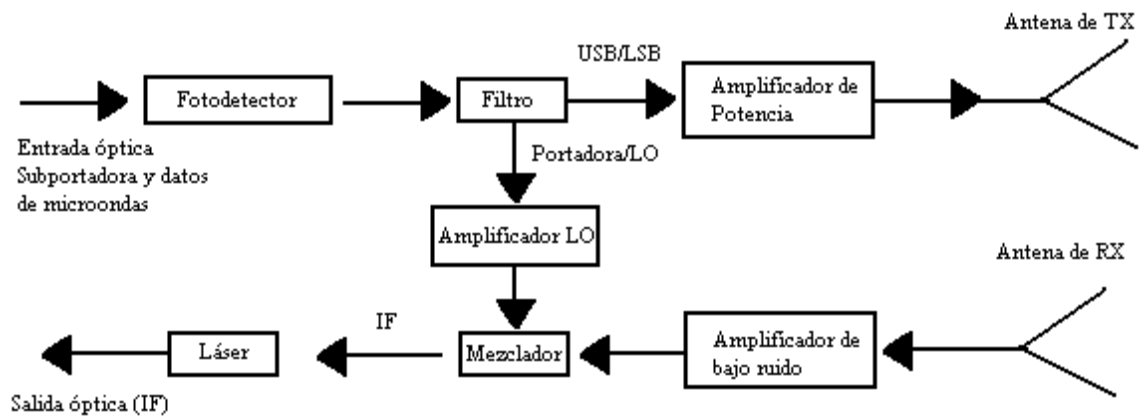 Antena de TX
USB/LSB
Fotodetector
Filtro
Amplificador de
Potencia
Entrada óptica
Subportadora y datos
de microondas
Portadora/LO
Amplificador LO
Antena de RX
IF
Láser
Mezclador
Amplificador de
bajo ruido
Salida óptica (IF)